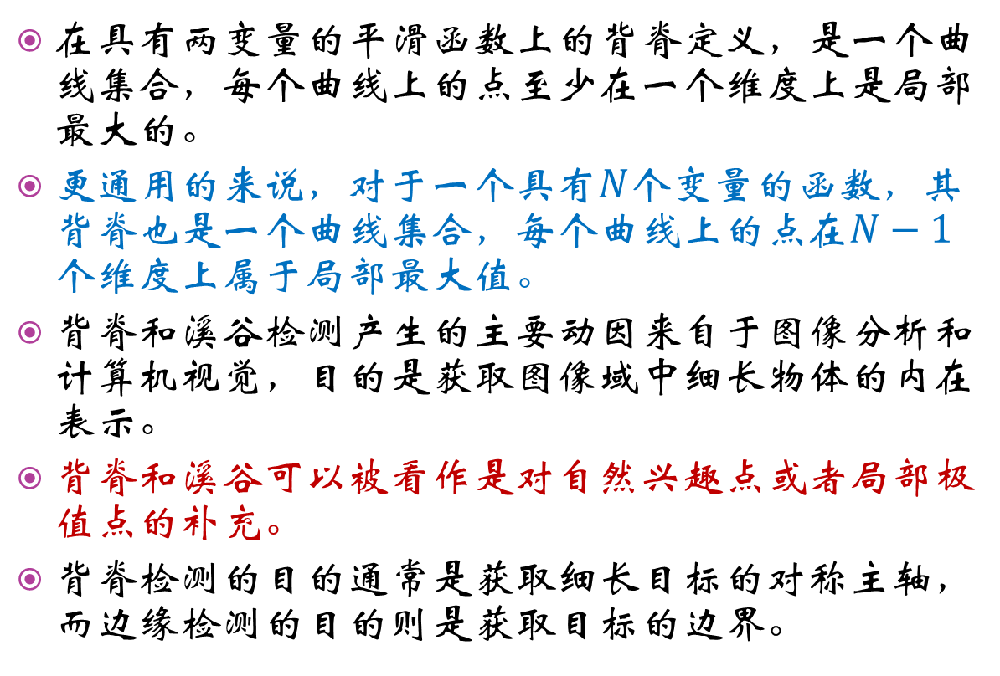 在具有两变量的平滑函数上的背脊定义，是一个曲
线集合，每个曲线上的点至少在一个维度上是局部
最大的。
更通用的来说，对于一个具有N个变量的函数，其
背脊也是一个曲线集合，每个曲线上的点在N − 1
个维度上属于局部最大值。
背脊和溪谷检测产生的主要动因来自于图像分析和
计算机视觉，目的是获取图像域中细长物体的内在
表示。
背脊和溪谷可以被看作是对自然兴趣点或者局部极
值点的补充。
背脊检测的目的通常是获取细长目标的对称主轴，
而边缘检测的目的则是获取目标的边界。